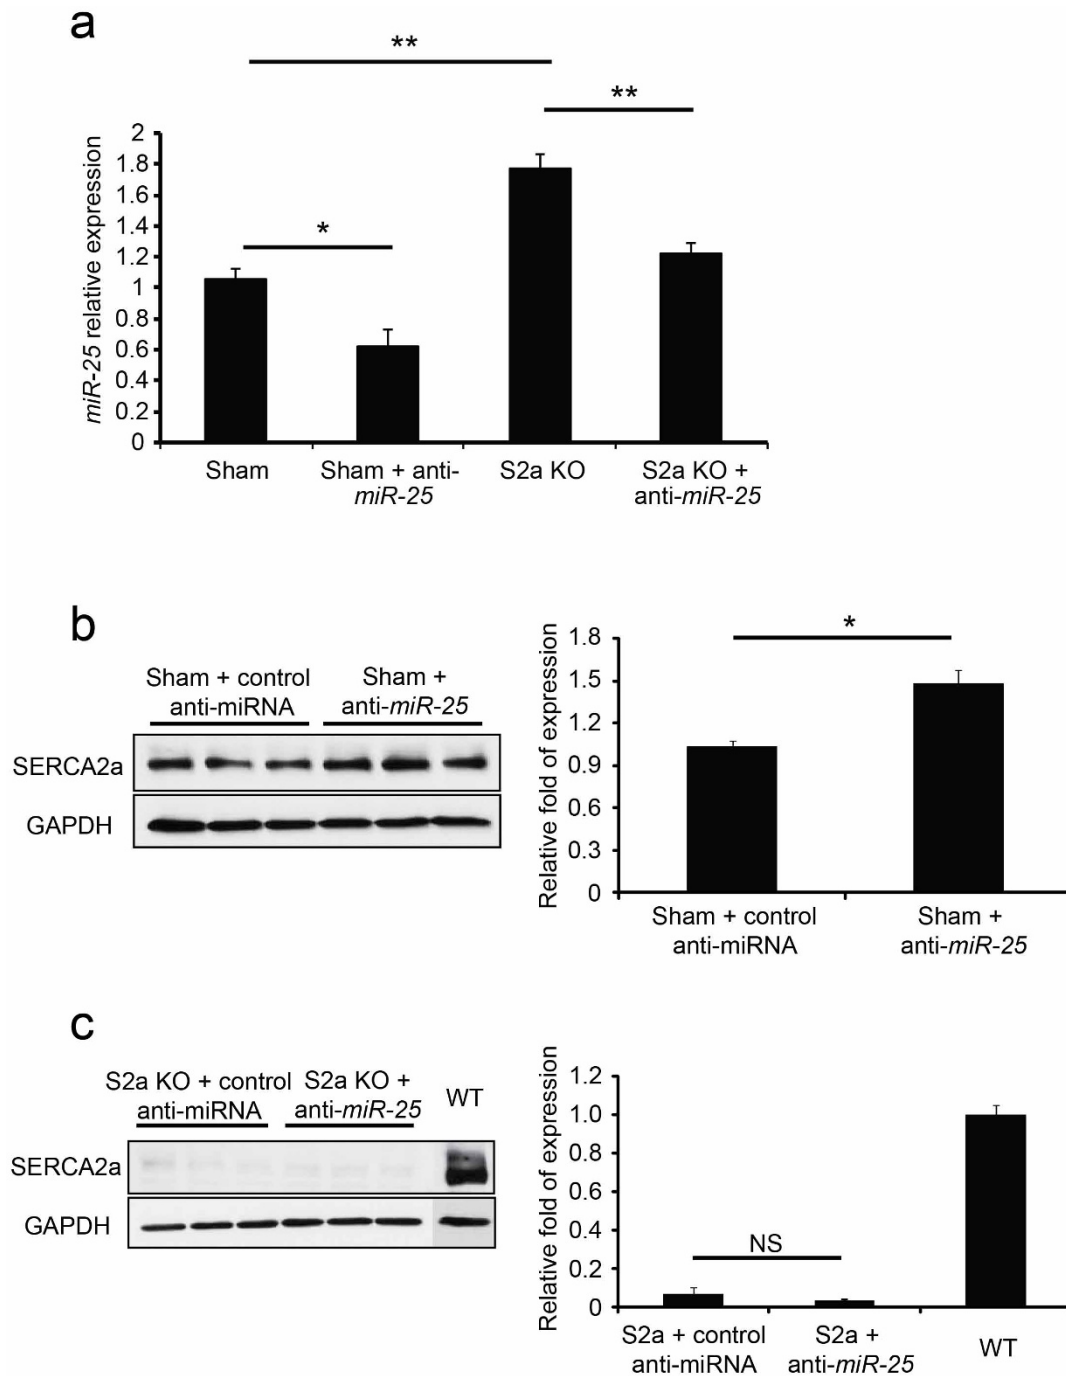 a
**
**
*
miR-25 relative expression
2
1.8
1.6
1.4
1.2
1
0.8
0.6
0.4
0.2
0
Sham
Sham + anti-
miR-25
S2a KO
S2a KO +
anti-miR-25
b
Sham + control
anti-miRNA
Sham +
anti-miR-25
SERCA2a
GAPDH
Relative fold of expression
1.8
1.5
1.2
0.9
0.6
0.3
0
*
Sham + control
anti-miRNA
Sham +
anti-miR-25
c
S2a KO + control
anti-miRNA
S2a KO +
anti-miR-25
WT
SERCA2a
GAPDH
Relative fold of expression
1.2
1.0
0.8
0.6
0.4
0.2
0
NS
S2a + control
anti-miRNA
S2a +
anti-miR-25
WT